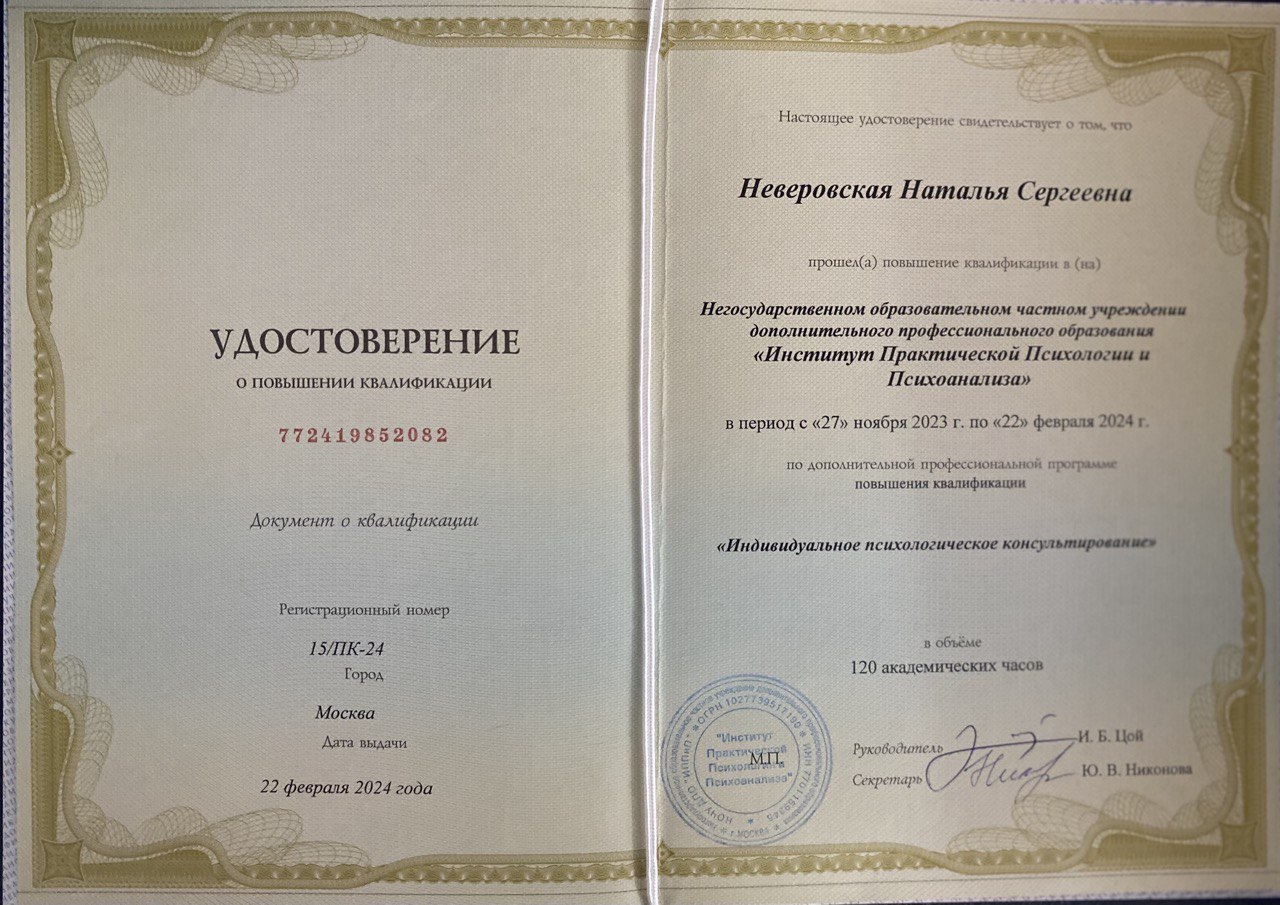 УДОСТОВЕРЕНИЕ
О ПОВЫШЕНИИ КВАЛИФИКАЦИИ
772419852082
Документ о квалификации
Регистрационный номер
15/ПК-24
Город
Москва
Дата выдачи
22 февраля 2024 года
Настоящее удостоверение свидетельствует о том, что
Неверовская Наталья Сергеевна
прошел(а) повышение квалификации в (на)
Негосударственном образовательном частном учреждении
дополнительного профессионального образования
«Институт Практической Психологии и
Психоанализа»
в период с «27» ноября 2023 г. по «22» февраля 2024 г.
по дополнительной профессиональной программе
повышения квалификации
«Индивидуальное психологическое консультирование»
в объёме
120 академических часов
"Институт
Практической
Психологии и
Психоанализа"
М.П.
НОЧУ ДПО "ИППиП" * ОГРН 1027739517190 * ИНН 7701159345
* г. МОСКВА *
Руководитель И. Б. Цой
Секретарь Ю. В. Никонова